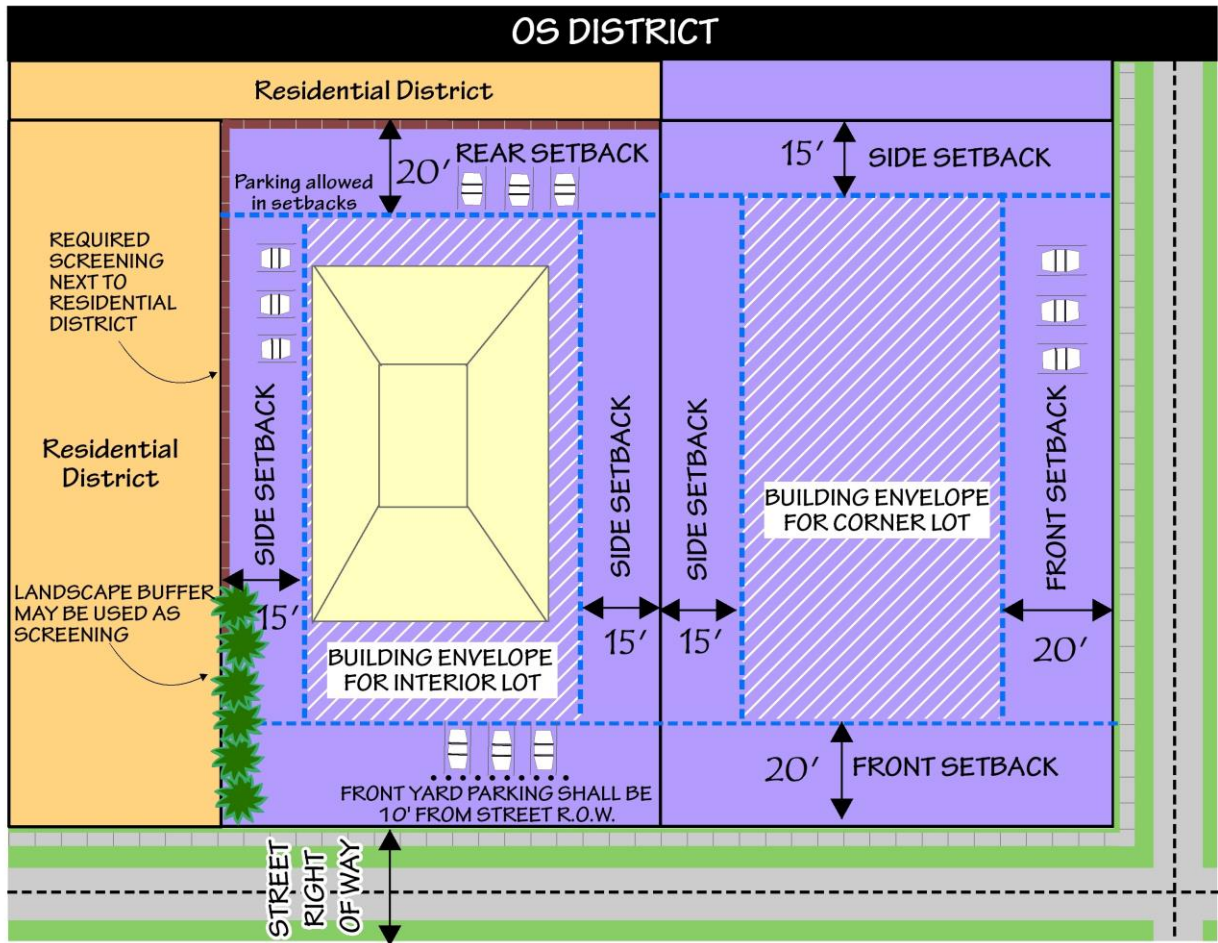 OS DISTRICT
Residential District
20'
REAR SETBACK
Parking allowed
in setbacks
15'
SIDE SETBACK
REQUIRED
SCREENING
NEXT TO
RESIDENTIAL
DISTRICT
Residential
District
SIDE SETBACK
15'
LANDSCAPE BUFFER
MAY BE USED AS
SCREENING
BUILDING ENVELOPE
FOR INTERIOR LOT
SIDE SETBACK
15'
SIDE SETBACK
15'
BUILDING ENVELOPE
FOR CORNER LOT
FRONT SETBACK
20'
FRONT YARD PARKING SHALL BE
10' FROM STREET R.O.W.
20'
FRONT SETBACK
STREET
RIGHT
OF WAY